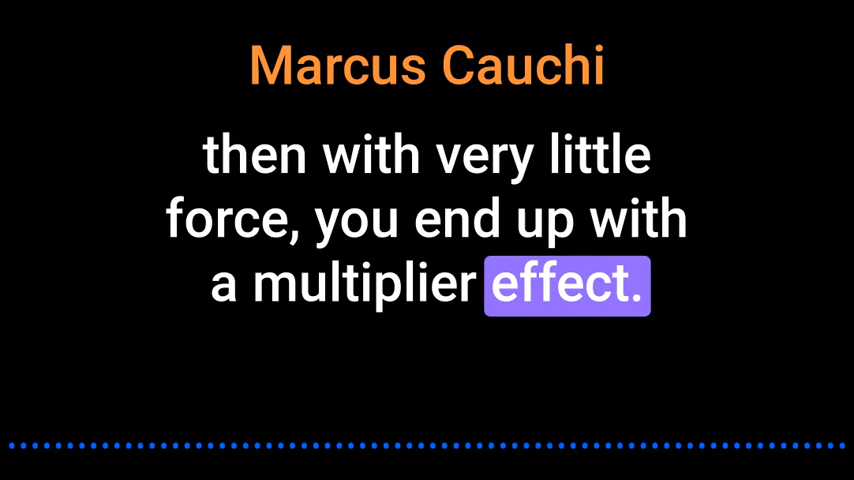 Marcus Cauchi
then with very little
force, you end up with
a multiplier effect.